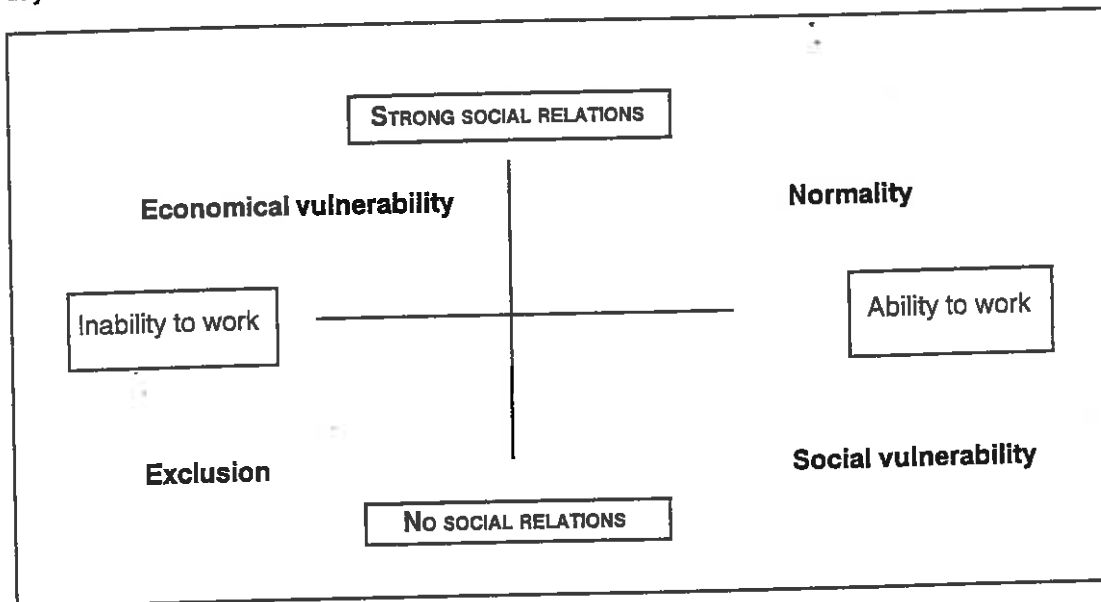 STRONG SOCIAL RELATIONS
Economical vulnerability
Normality
Inability to work
Ability to work
Exclusion
Social vulnerability
NO SOCIAL RELATIONS